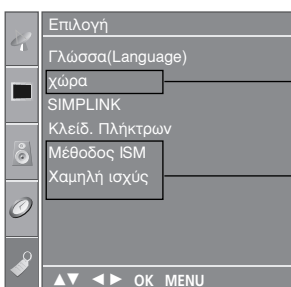 Επιλογή
Γλώσσα(Language)
χώρα
SIMPLINK
Κλείδ. Πλήκτρων
Μέθοδος ISM
Χαμηλή ισχύς
▲▼ ◄► OK MENU